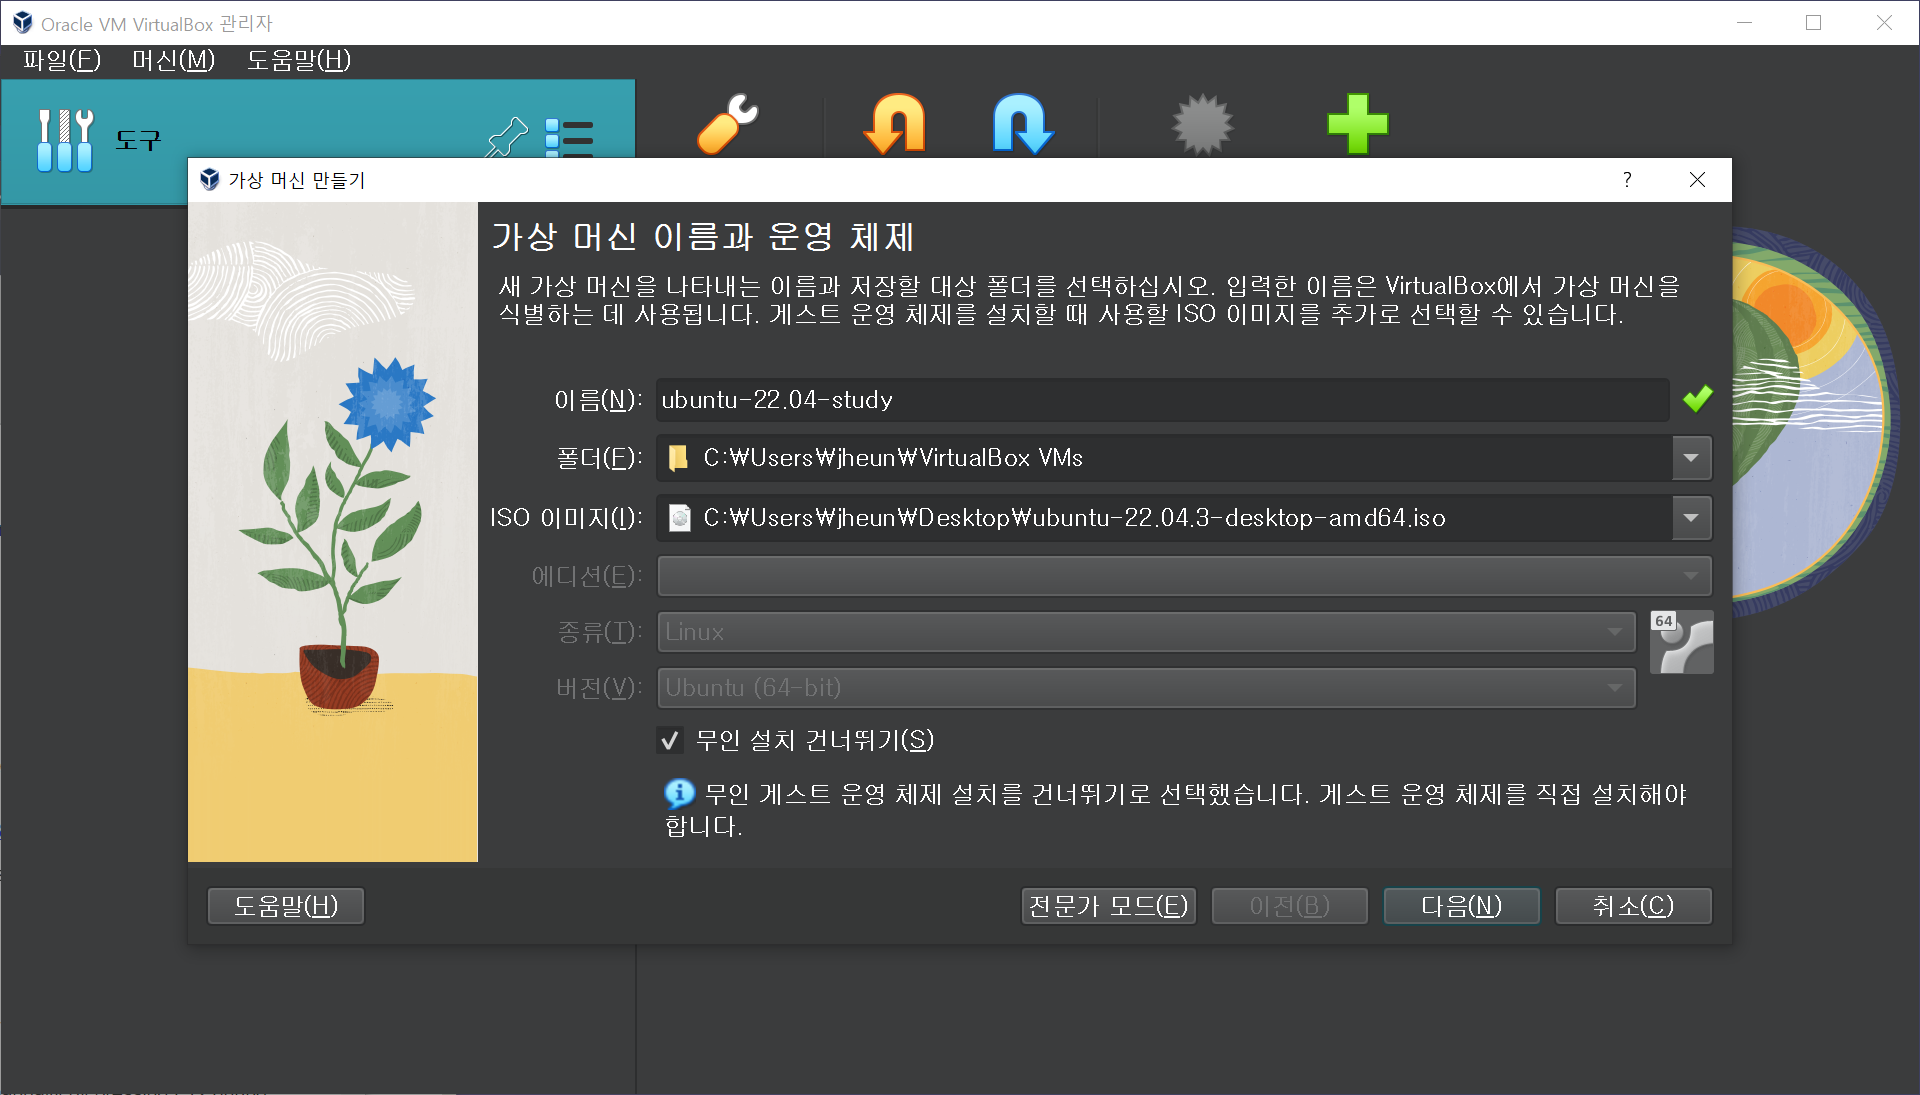 Oracle VM VirtualBox 관리자
파일(F) 머신(M) 도움말(H)
도구
가상 머신 만들기
?
가상 머신 이름과 운영 체제
새 가상 머신을 나타내는 이름과 저장할 대상 폴더를 선택하십시오. 입력한 이름은 VirtualBox에서 가상 머신을
식별하는 데 사용됩니다. 게스트 운영 체제를 설치할 때 사용할 ISO 이미지를 추가로 선택할 수 있습니다.
이름(N): ubuntu-22.04-study
폴더(F): C:₩Users₩jheun₩VirtualBox VMs
ISO 이미지(I): C:₩Users₩jheun₩Desktop₩ubuntu-22.04.3-desktop-amd64.iso
에디션(E):
종류(T): Linux
64
버전(V): Ubuntu (64-bit)
무인 설치 건너뛰기(S)
무인 게스트 운영 체제 설치를 건너뛰기로 선택했습니다. 게스트 운영 체제를 직접 설치해야
합니다.
도움말(H) 전문가 모드(E) 이전(B) 다음(N) 취소(C)